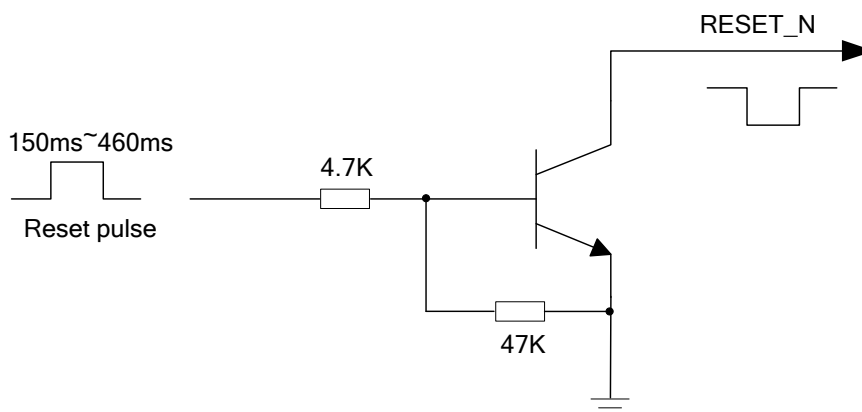 RESET_N
150ms~460ms
4.7K
Reset pulse
47K